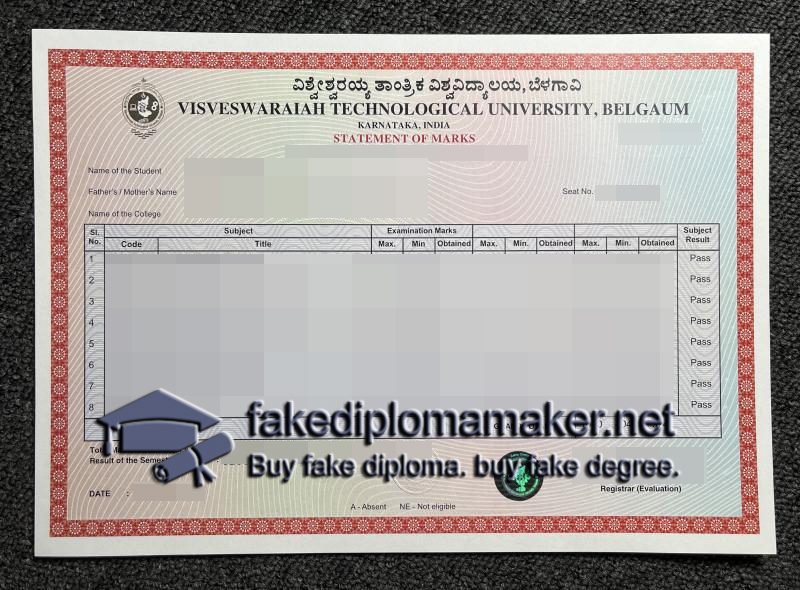 ವಿಶ್ವೇಶ್ವರಯ್ಯ ತಾಂತ್ರಿಕ ವಿಶ್ವವಿದ್ಯಾಲಯ, ಬೆಳಗಾವಿ
VISVESWARAIAH TECHNOLOGICAL UNIVERSITY, BELGAUM
KARNATAKA, INDIA
STATEMENT OF MARKS
Name of the Student
Father's / Mother's Name
Seat No.
Name of the College
Sl. No. Subject Examination Marks Subject Result
Code Title Max. Min Obtained Max. Min. Obtained Max. Min. Obtained
1 Pass
2 Pass
3 Pass
4 Pass
5 Pass
6 Pass
7 Pass
8 Pass
fakediplomamaker.net
Buy fake diploma. buy fake degree.
Result of the
Registrar (Evaluation)
DATE :
A - Absent NE - Not eligible